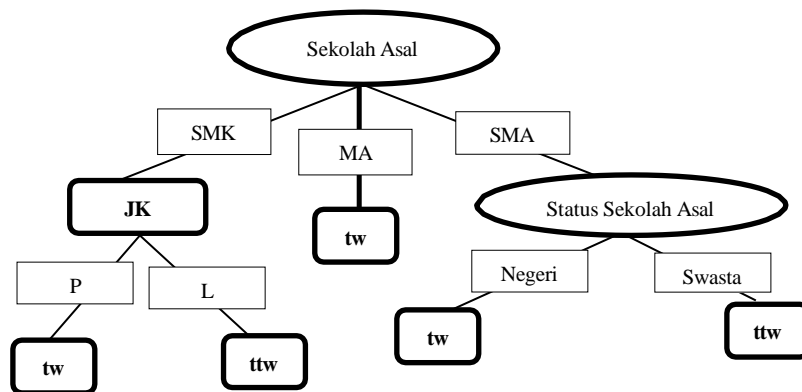 Sekolah Asal
SMK
MA
SMA
JK
tw
Status Sekolah Asal
P
L
Negeri
Swasta
tw
ttw
tw
ttw